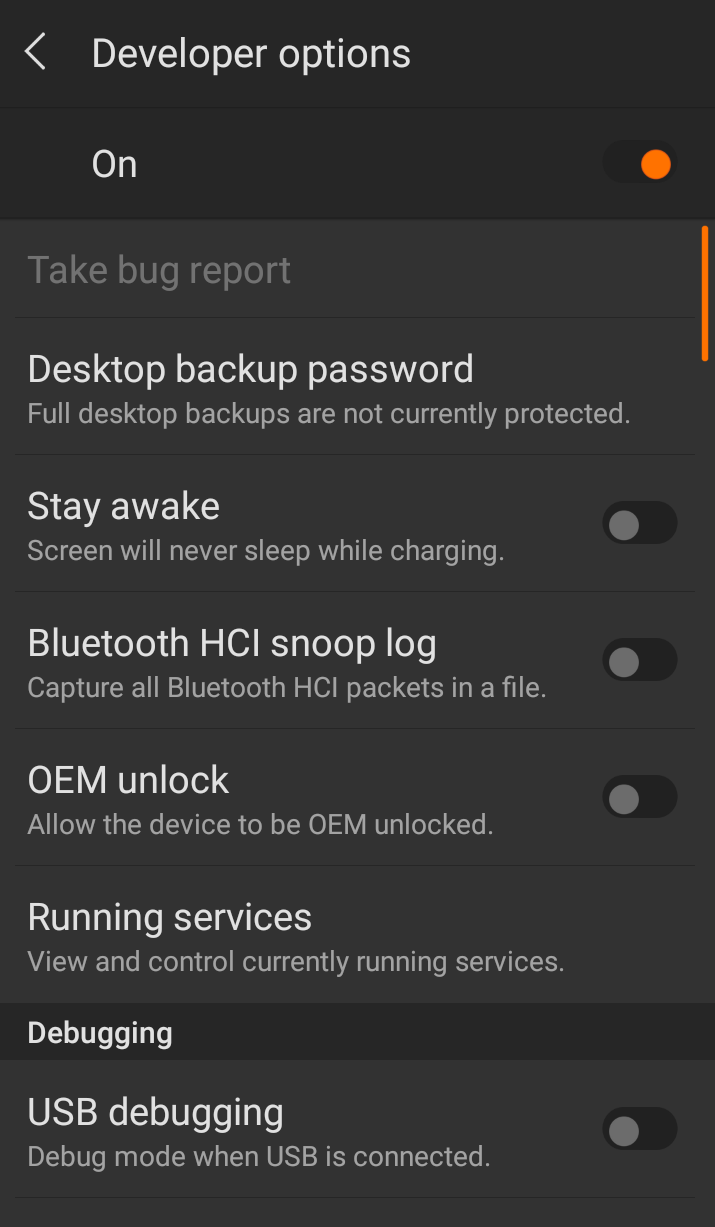 Developer options
On
Take bug report
Desktop backup password
Full desktop backups are not currently protected.
Stay awake
Screen will never sleep while charging.
Bluetooth HCI snoop log
Capture all Bluetooth HCI packets in a file.
OEM unlock
Allow the device to be OEM unlocked.
Running services
View and control currently running services.
Debugging
USB debugging
Debug mode when USB is connected.